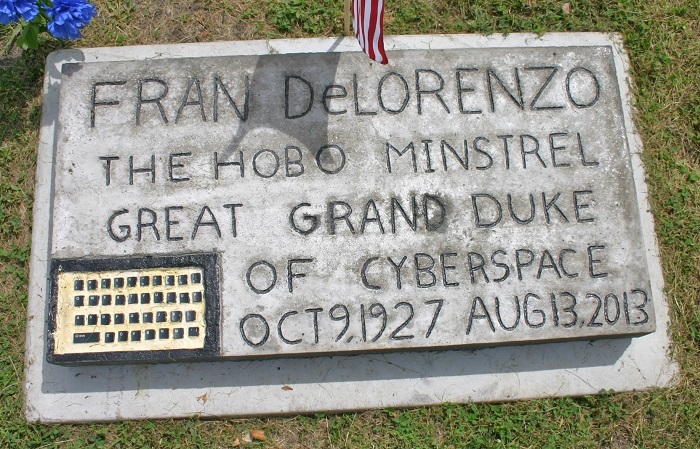 FRAN DeLORENZO
THE HOBO MINSTREL
GREAT GRAND DUKE
OF CYBERSPACE
OCT9,1927 AUG13,2013